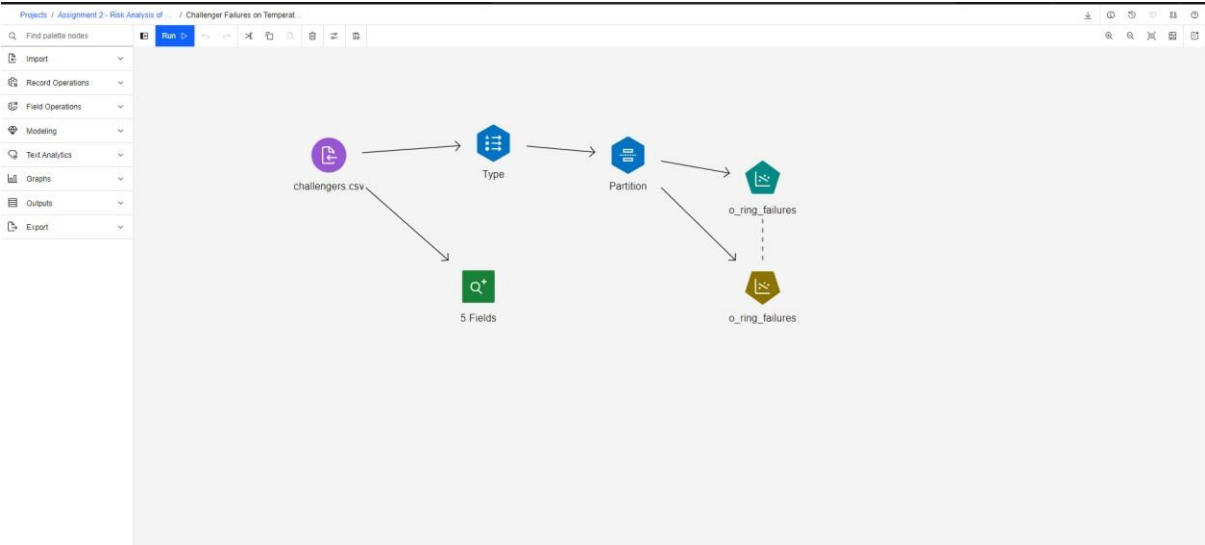 Projects / Assignment 2:- Risk Analysis of ... / Challenger Failures on Temperat...
Find palette nodes
Run
Import
Record Operations
Field Operations
Modeling
Text Analytics
Graphs
Outputs
Export
challengers.csv
Type
Partition
o_ring_failures
5 Fields
o_ring_failures